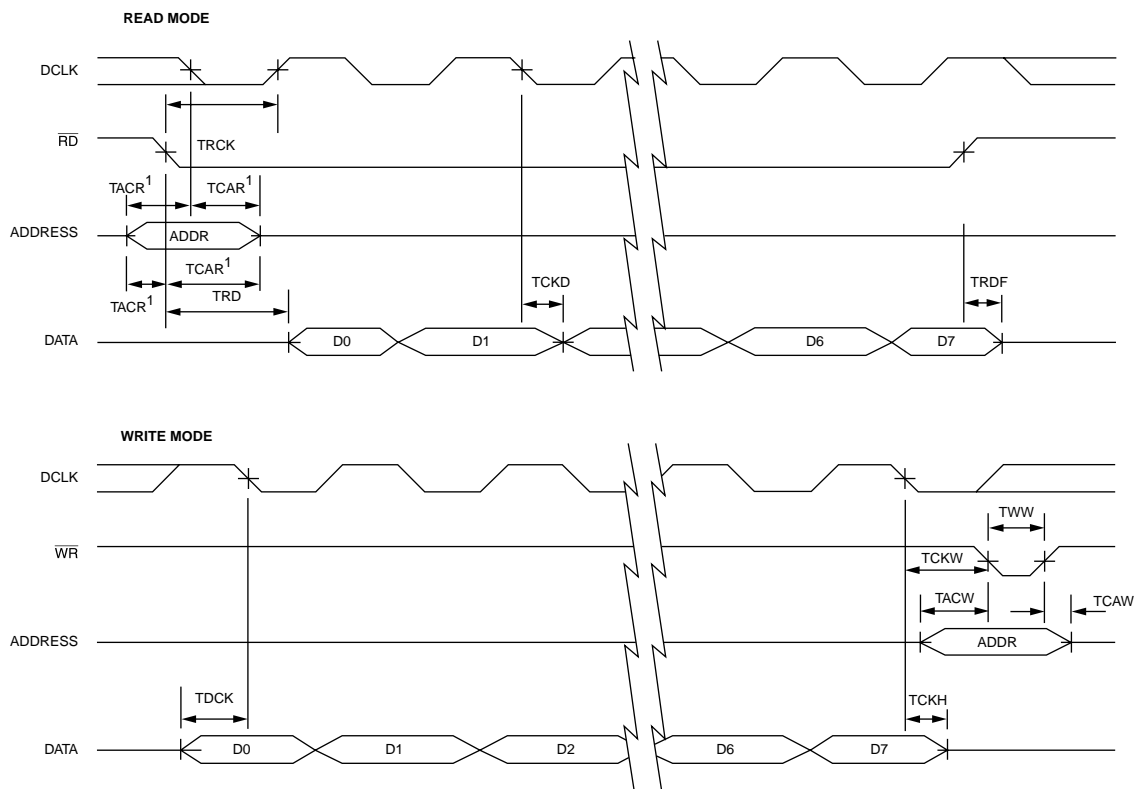 READ MODE
DCLK
RD
TRCK
TACR1 TCAR1
ADDRESS ADDR
TCAR1
TACR1 TRD TCKD TRDF
DATA D0 D1 D6 D7
WRITE MODE
DCLK
TWW
WR
TCKW
TACW TCAW
ADDRESS ADDR
TDCK TCKH
DATA D0 D1 D2 D6 D7